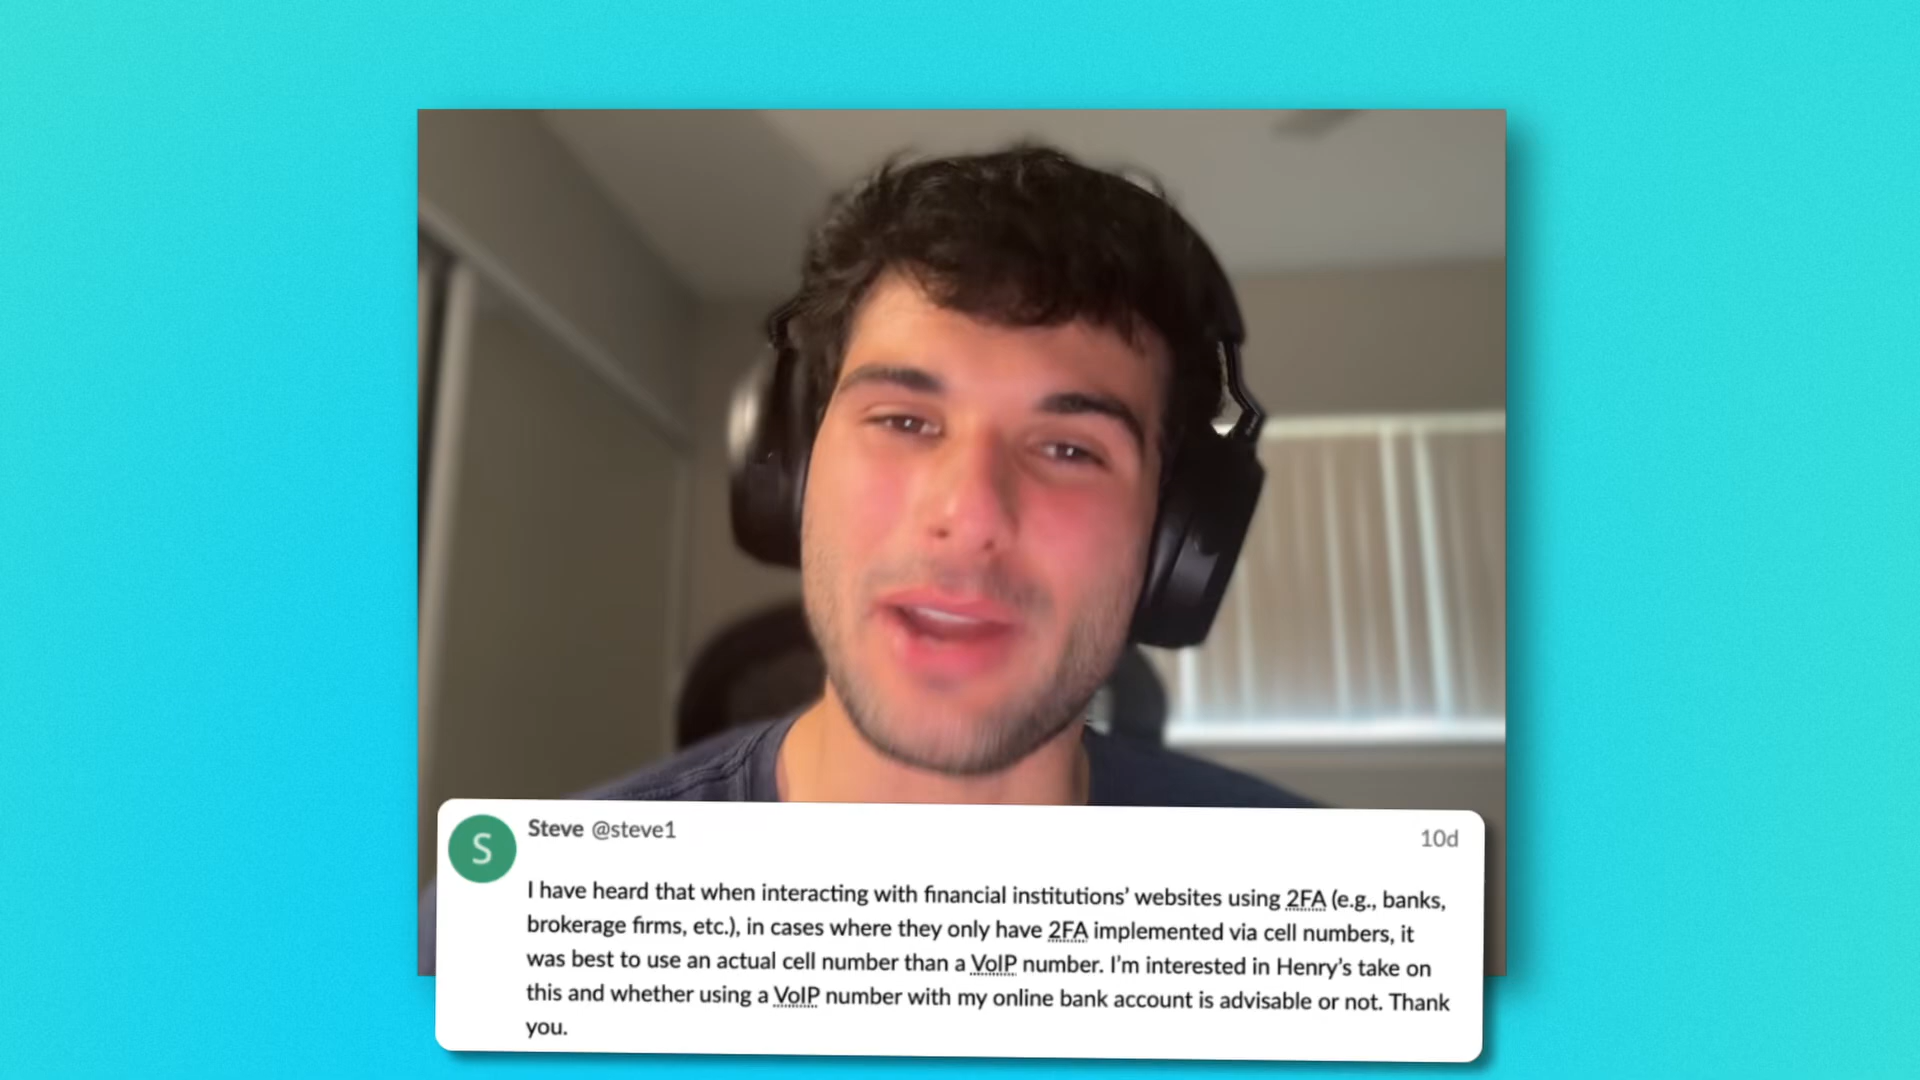 S
Steve @steve1
10d
I have heard that when interacting with financial institutions’ websites using 2FA (e.g., banks,
brokerage firms, etc.), in cases where they only have 2FA implemented via cell numbers, it
was best to use an actual cell number than a VoIP number. I’m interested in Henry’s take on
this and whether using a VoIP number with my online bank account is advisable or not. Thank
you.